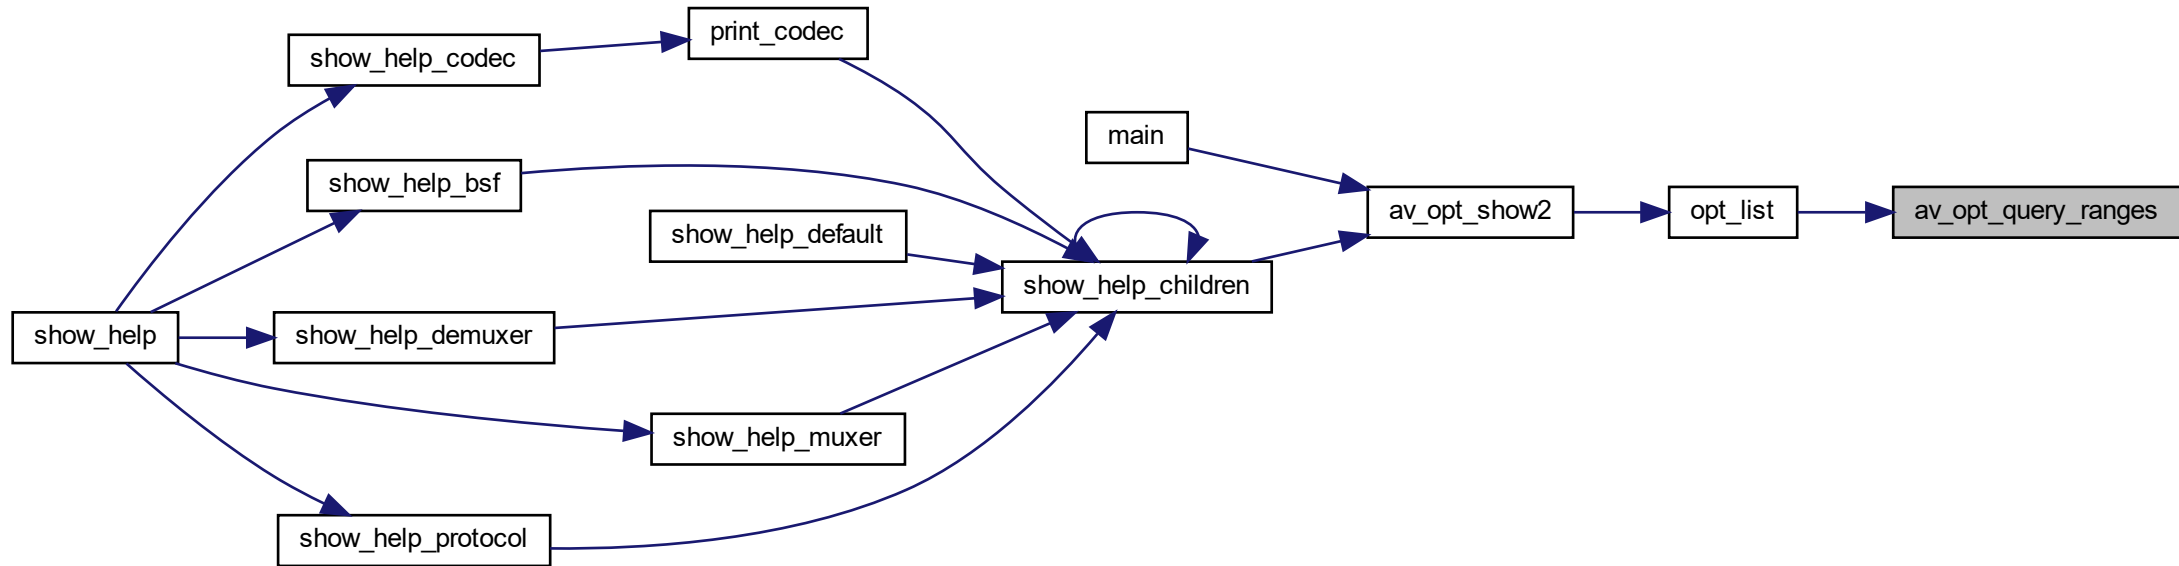 print_codec
show_help_codec
main
show_help_bsf
av_opt_show2
opt_list
av_opt_query_ranges
show_help_default
show_help_children
show_help
show_help_demuxer
show_help_muxer
show_help_protocol